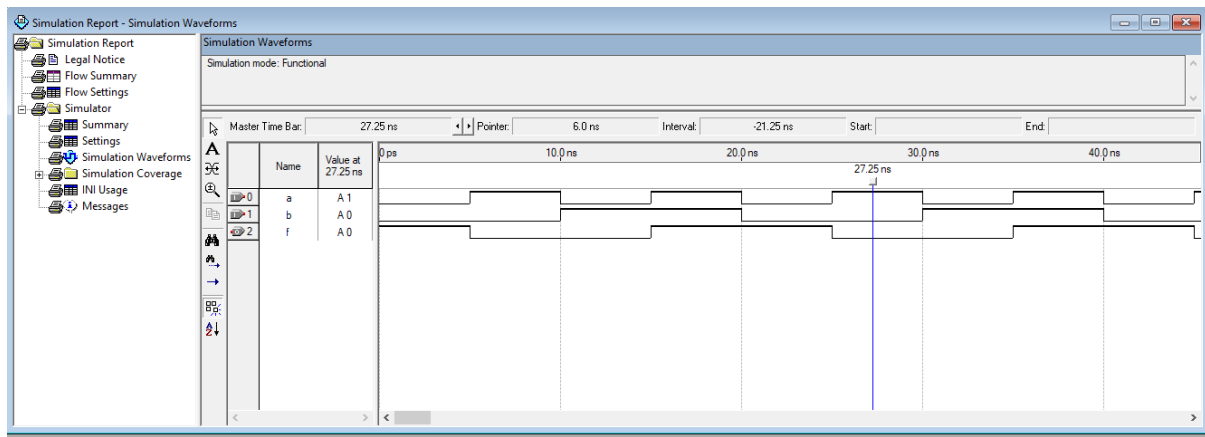 Simulation Report - Simulation Waveforms
Simulation Report
Legal Notice
Flow Summary
Flow Settings
Simulator
Summary
Settings
Simulation Waveforms
Simulation Coverage
INI Usage
Messages
Simulation Waveforms
Simulation mode: Functional
Master Time Bar: 27.25 ns Pointer: 6.0 ns Interval: -21.25 ns Start: End:
Name Value at 27.25 ns
0 ps 10.0 ns 20.0 ns 30.0 ns 40.0 ns
27.25 ns
0 a A 1
1 b A 0
2 f A 0